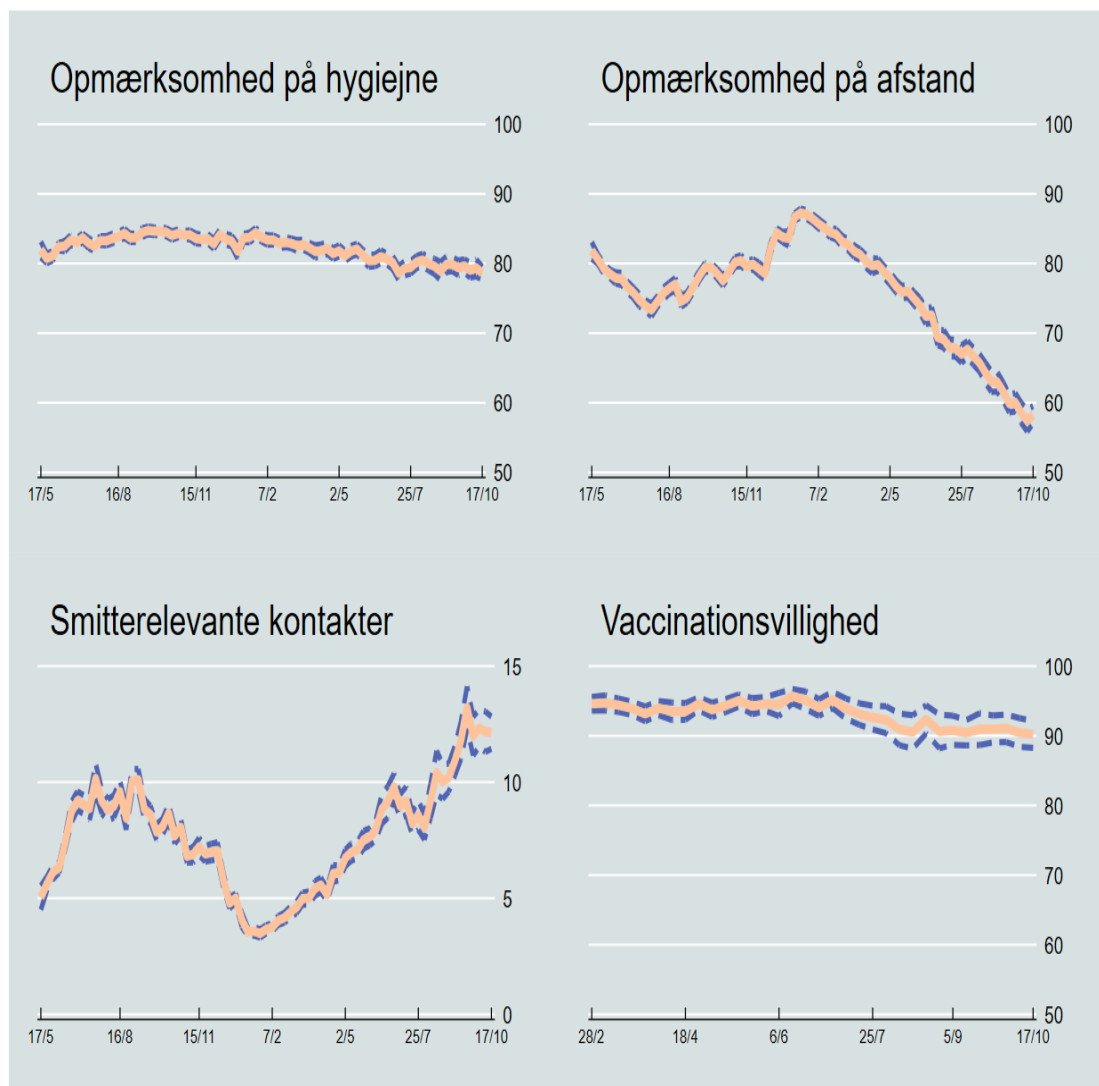 Opmærksomhed på hygiejne
100
90
80
70
60
50
17/5 16/8 15/11 7/2 2/5 25/7 17/10
Opmærksomhed på afstand
100
90
80
70
60
50
17/5 16/8 15/11 7/2 2/5 25/7 17/10
Smitterelevante kontakter
15
10
5
0
17/5 16/8 15/11 7/2 2/5 25/7 17/10
Vaccinationsvillighed
100
90
80
70
60
50
28/2 18/4 6/6 25/7 5/9 17/10